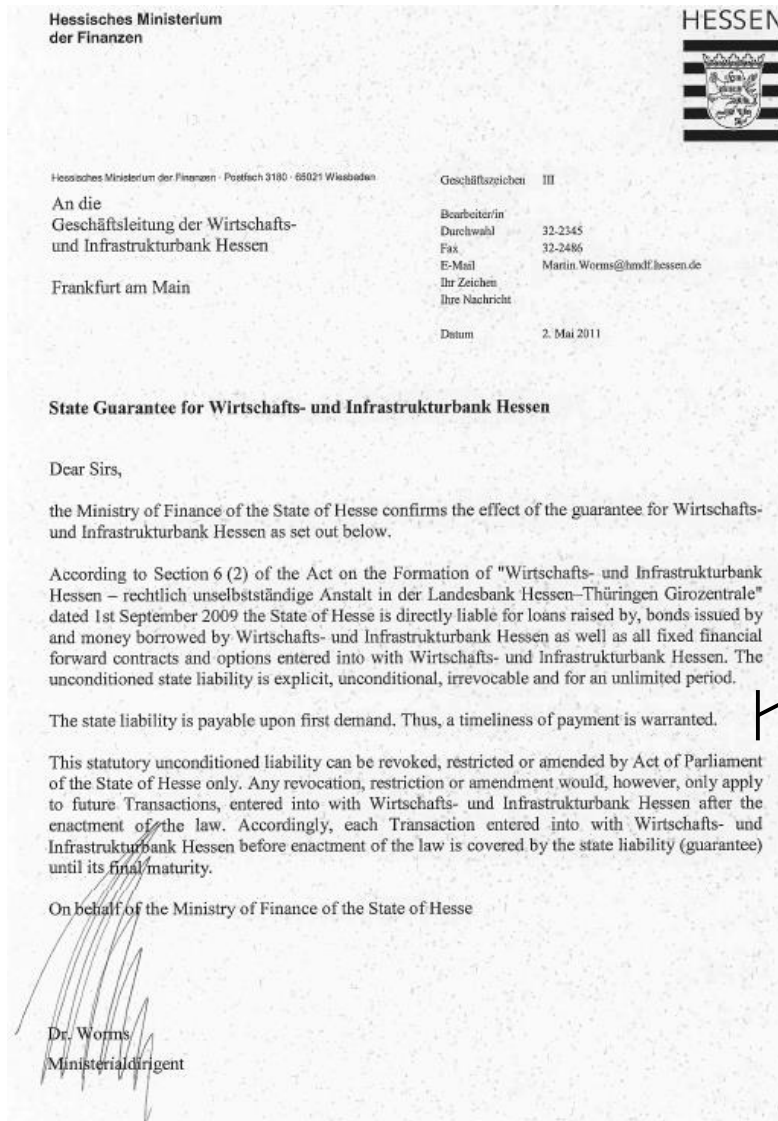 Hessisches Ministerium
der Finanzen
HESSEN
Hessisches Ministerium der Finanzen · Postfach 3180 · 65021 Wiesbaden
An die
Geschäftsleitung der Wirtschafts-
und Infrastrukturbank Hessen
Frankfurt am Main
Geschäftszeichen III
Bearbeiter/in
Durchwahl 32-2345
Fax 32-2486
E-Mail Martin.Worms@hmdf.hessen.de
Ihr Zeichen
Ihre Nachricht
Datum 2. Mai 2011
State Guarantee for Wirtschafts- und Infrastrukturbank Hessen
Dear Sirs,
the Ministry of Finance of the State of Hesse confirms the effect of the guarantee for Wirtschafts-
und Infrastrukturbank Hessen as set out below.
According to Section 6 (2) of the Act on the Formation of "Wirtschafts- und Infrastrukturbank
Hessen – rechtlich unselbstständige Anstalt in der Landesbank Hessen–Thüringen Girozentrale"
dated 1st September 2009 the State of Hesse is directly liable for loans raised by, bonds issued by
and money borrowed by Wirtschafts- und Infrastrukturbank Hessen as well as all fixed financial
forward contracts and options entered into with Wirtschafts- und Infrastrukturbank Hessen. The
unconditioned state liability is explicit, unconditional, irrevocable and for an unlimited period.
The state liability is payable upon first demand. Thus, a timeliness of payment is warranted.
This statutory unconditioned liability can be revoked, restricted or amended by Act of Parliament
of the State of Hesse only. Any revocation, restriction or amendment would, however, only apply
to future Transactions, entered into with Wirtschafts- und Infrastrukturbank Hessen after the
enactment of the law. Accordingly, each Transaction entered into with Wirtschafts- und
Infrastrukturbank Hessen before enactment of the law is covered by the state liability (guarantee)
until its final maturity.
On behalf of the Ministry of Finance of the State of Hesse
Dr. Worms
Ministerialdirigent